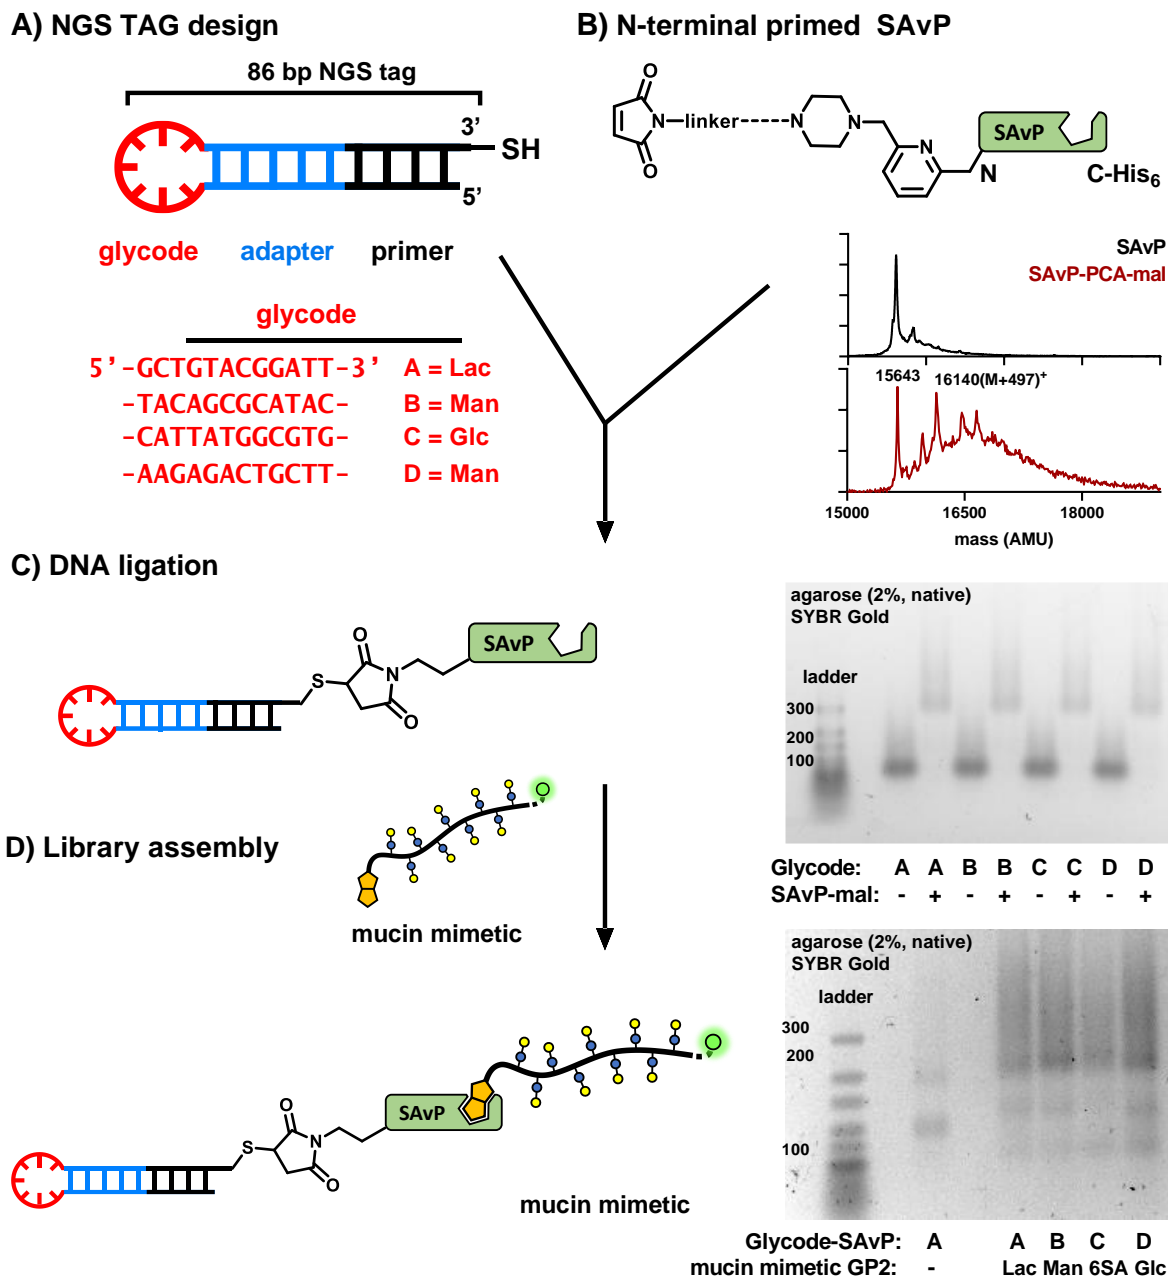 A) NGS TAG design
86 bp NGS tag
3’
SH
5’
glycode adapter primer
glycode
5’-GCTGTACGGATT-3’ A = Lac
-TACAGCGCATAC- B = Man
-CATTATGGCGTG- C = Glc
-AAGAGACTGCTT- D = Man
B) N-terminal primed SAvP
O
N
linker
O
N
N
N
N
SAvP
C-His6
SAvP
SAvP-PCA-mal
15643
16140(M+497)+
15000 16500 18000
mass (AMU)
C) DNA ligation
O
S
N
O
SAvP
agarose (2%, native)
SYBR Gold
ladder
300
200
100
Glycode: A A B B C C D D
SAvP-mal: - + - + - + - +
D) Library assembly
mucin mimetic
O
S
N
O
SAvP
mucin mimetic
agarose (2%, native)
SYBR Gold
ladder
300
200
100
Glycode-SAvP: A A B C D
mucin mimetic GP2: - Lac Man 6SA Glc